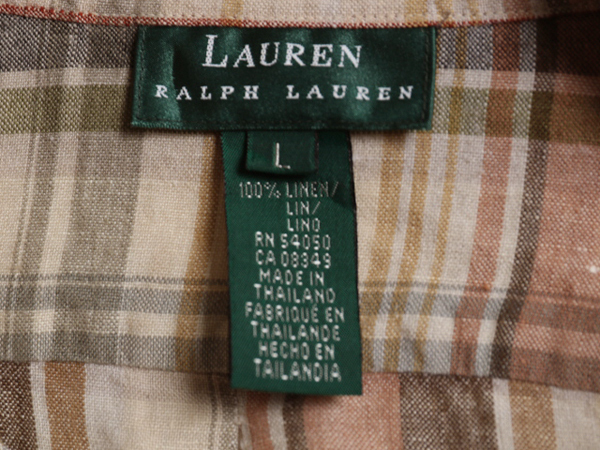 LAUREN
RALPH LAUREN
L
100% LINEN/
LIN/
LINO
RN 54050
CA 08349
MADE IN
THAILAND
FABRIQUÉ EN
THAILANDE
HECHO EN
TAILANDIA